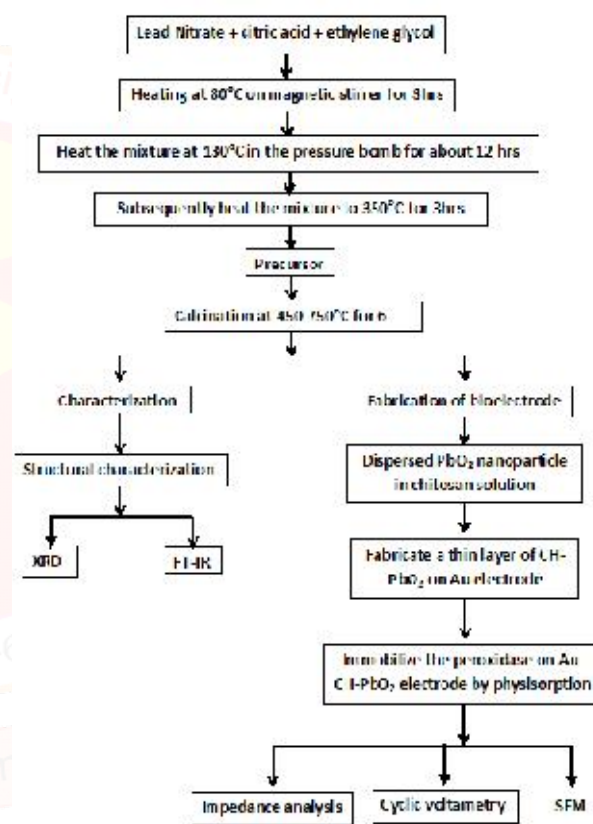 Lead Nitrate + citric acid + ethylene glycol
Heating at 80°C on magnetic stirrer for 3hrs
Heat the mixture at 130°C in the pressure bomb for about 12 hrs
Subsequently heat the mixture to 350°C for 3hrs
Precursor
Calcination at 450-750°C for 6
Characterization
Fabrication of bioelectrode
Structural characterization
Dispersed PbO₂ nanoparticle
in chitosan solution
XRD
FT-IR
Fabricate a thin layer of CH-
PbO₂ on Au electrode
Immobilize the peroxidase on Au
CH-PbO₂ electrode by physisorption
Impedance analysis
Cyclic voltametry
SEM